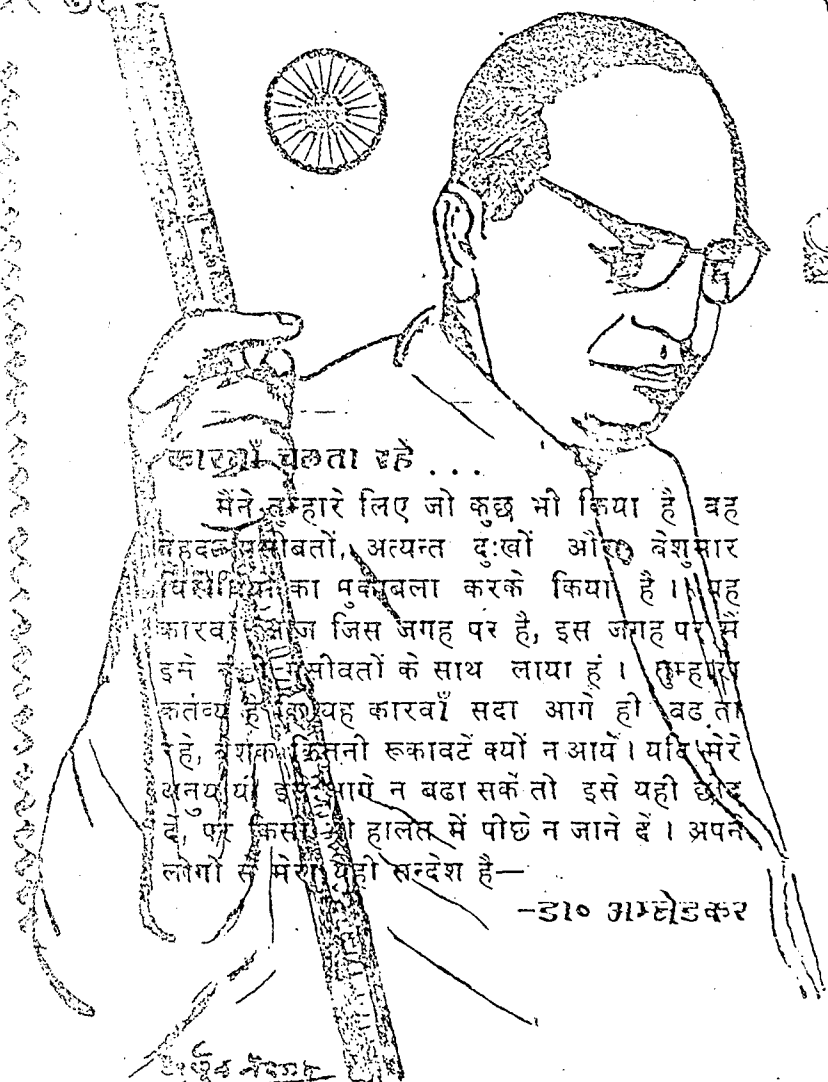 कारवाँ चलता रहे . . .
मैंने तुम्हारे लिए जो कुछ भी किया है वह
बेहद मुसीबतों, अत्यन्त दुःखों और बेशुमार
विरोधियों का मुकाबला करके किया है । यह
कारवाँ आज जिस जगह पर है, इस जगह पर मैं
इसे मुसीबतों के साथ लाया हूं । तुम्हारा
कर्तव्य है कि यह कारवाँ सदा आगे ही बढता
रहे, बेशक कितनी रूकावटें क्यों न आयें । यदि मेरे
अनुयायी इसे आगे न बढा सकें तो इसे यही छोड़
दें, पर किसी भी हालत में पीछे न जाने दें । अपने
लोगों से मेरा यही सन्देश है—
-डा० अम्बेडकर